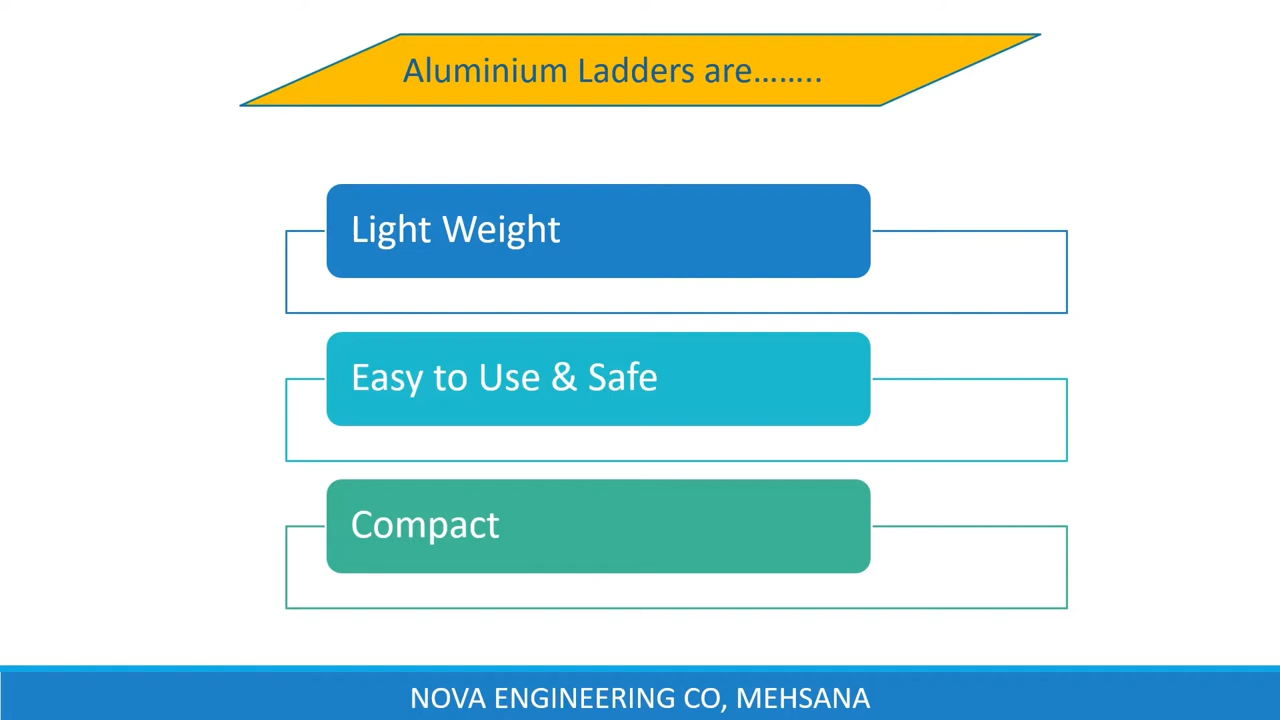 Aluminium Ladders are……..
Light Weight
Easy to Use & Safe
Compact
NOVA ENGINEERING CO, MEHSANA